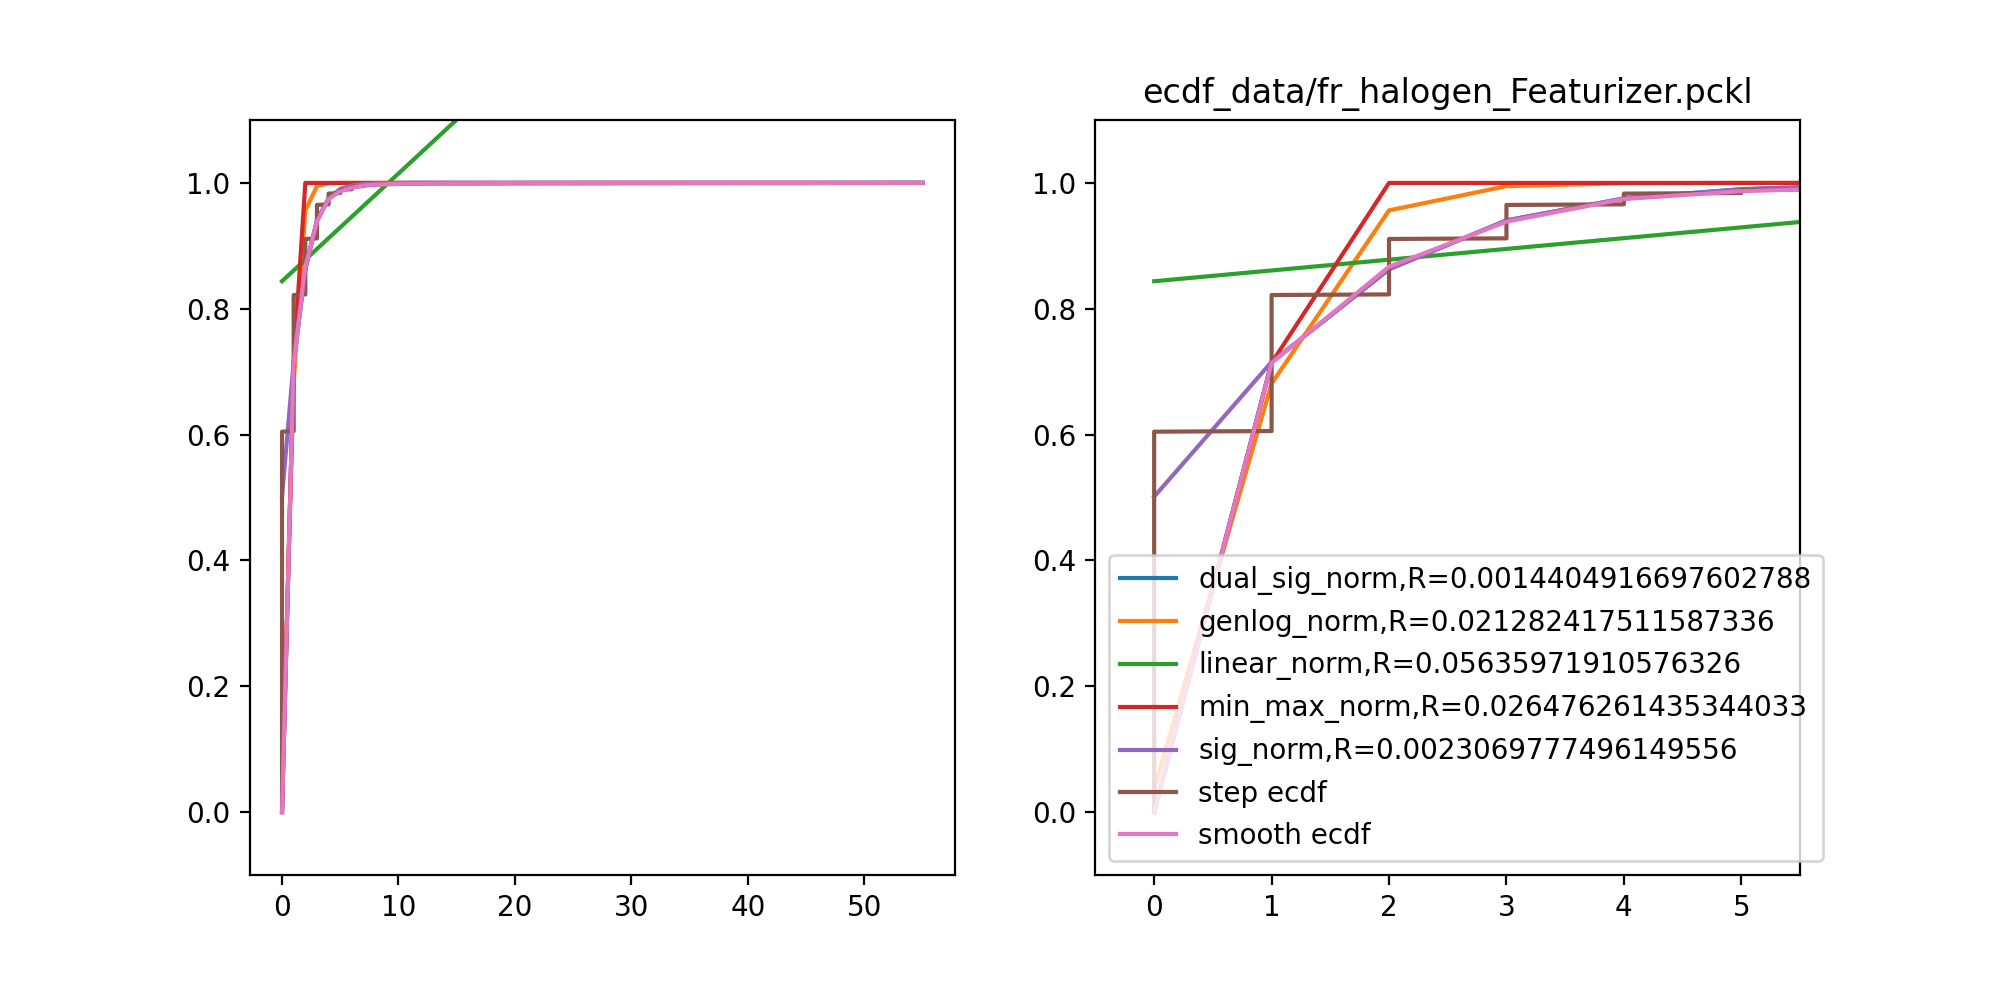 ecdf_data/fr_halogen_Featurizer.pckl
1.0
0.8
0.6
0.4
0.2
0.0
0 10 20 30 40 50
1.0
0.8
0.6
0.4
0.2
0.0
dual_sig_norm,R=0.0014404916697602788
genlog_norm,R=0.021282417511587336
linear_norm,R=0.05635971910576326
min_max_norm,R=0.026476261435344033
sig_norm,R=0.0023069777496149556
step ecdf
smooth ecdf
0 1 2 3 4 5